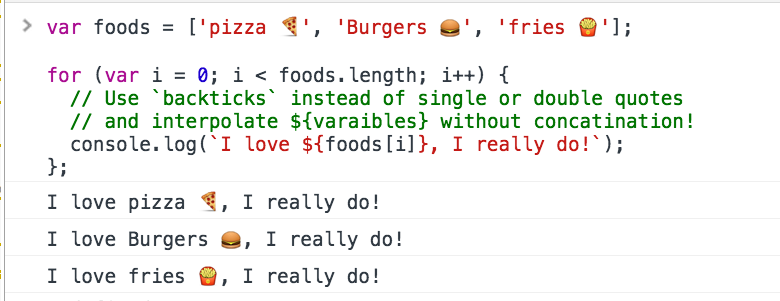 > var foods = ['pizza 🍕', 'Burgers 🍔', 'fries 🍟'];
for (var i = 0; i < foods.length; i++) {
// Use `backticks` instead of single or double quotes
// and interpolate ${varaibles} without concatination!
console.log(`I love ${foods[i]}, I really do!`);
};
I love pizza 🍕, I really do!
I love Burgers 🍔, I really do!
I love fries 🍟, I really do!